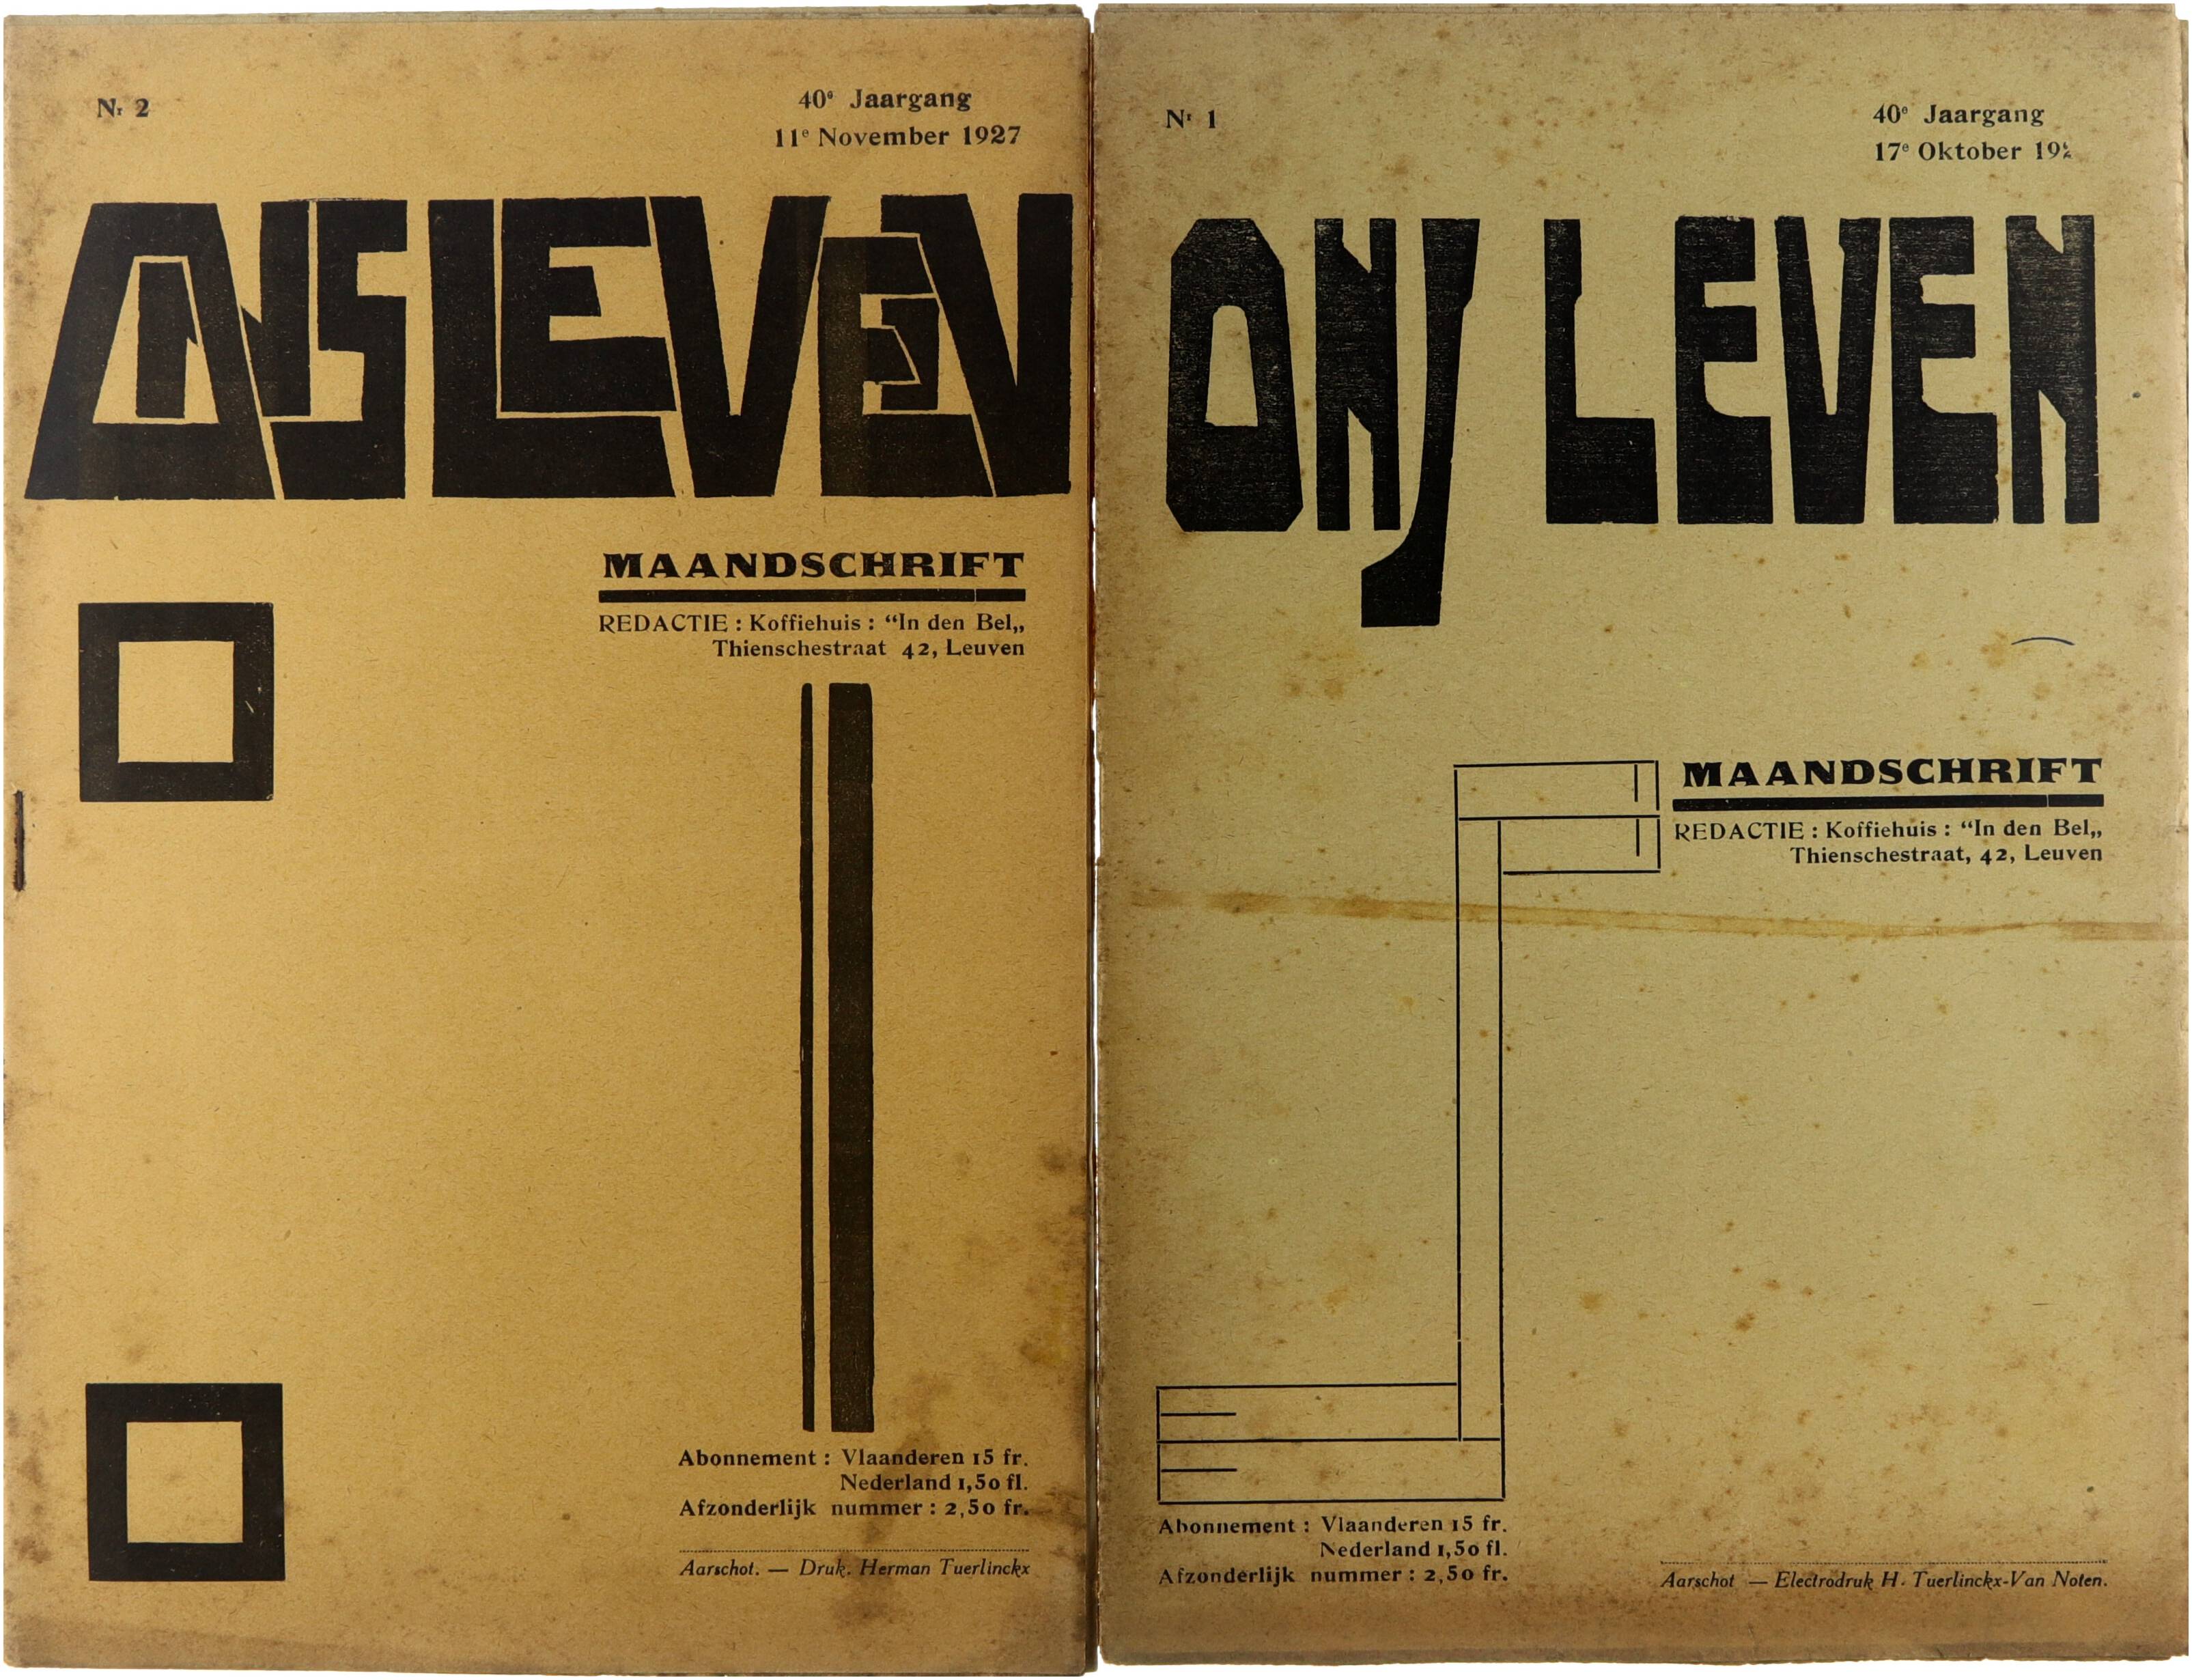 Nr 2
40e Jaargang
11e November 1927
ONS LEVEN
MAANDSCHRIFT
REDACTIE : Koffiehuis : “In den Bel„
Thienschestraat 42, Leuven
Abonnement : Vlaanderen 15 fr.
Nederland 1,50 fl.
Afzonderlijk nummer : 2,50 fr.
Aarschot. — Druk. Herman Tuerlinckx
Nr 1
40e Jaargang
17e Oktober
ONS LEVEN
MAANDSCHRIFT
REDACTIE : Koffiehuis : “In den Bel„
Thienschestraat, 42, Leuven
Abonnement : Vlaanderen 15 fr.
Nederland 1,50 fl.
Afzonderlijk nummer : 2,50 fr.
Aarschot — Electrodruk H. Tuerlinckx-Van Noten.